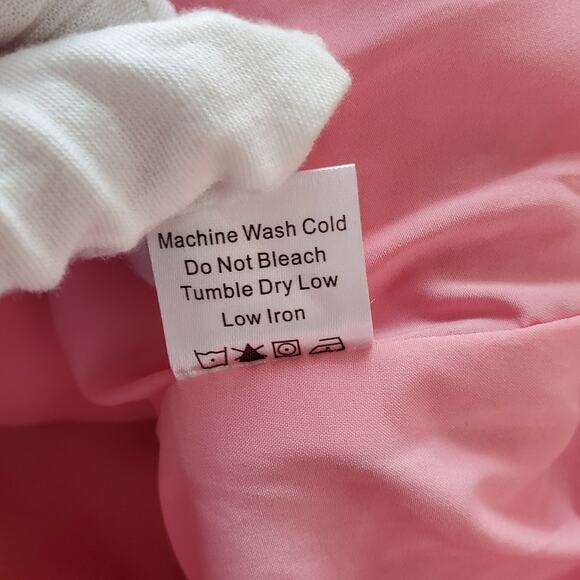 Machine Wash Cold
Do Not Bleach
Tumble Dry Low
Low Iron